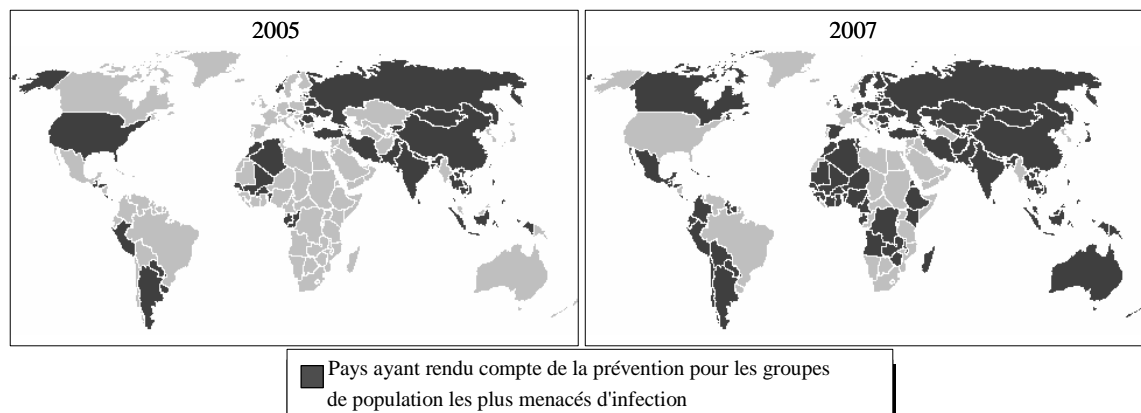 2005
2007
Pays ayant rendu compte de la prévention pour les groupes
de population les plus menacés d'infection